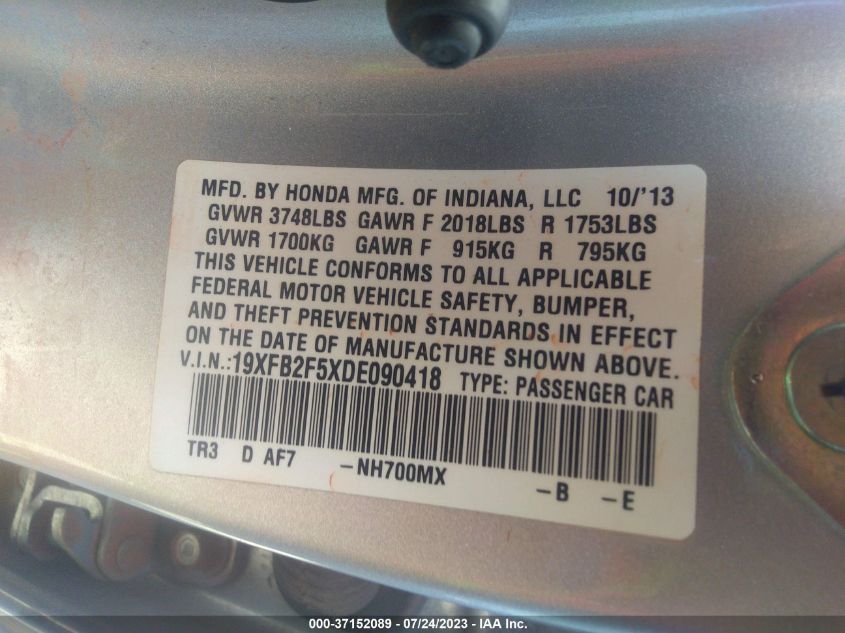 MFD. BY HONDA MFG. OF INDIANA, LLC 10/'13
GVWR 3748LBS GAWR F 2018LBS R 1753LBS
GVWR 1700KG GAWR F 915KG R 795KG
THIS VEHICLE CONFORMS TO ALL APPLICABLE
FEDERAL MOTOR VEHICLE SAFETY, BUMPER,
AND THEFT PREVENTION STANDARDS IN EFFECT
ON THE DATE OF MANUFACTURE SHOWN ABOVE.
V.I.N.:19XFB2F5XDE090418 TYPE: PASSENGER CAR
TR3 D AF7 -NH700MX -B -E
000-37152089 - 07/24/2023 - IAA Inc.